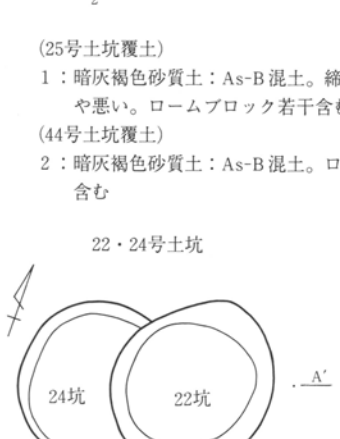 2
(25号土坑覆土)
1：暗灰褐色砂質土：As-B混土。締
や悪い。ロームブロック若干含む
(44号土坑覆土)
2：暗灰褐色砂質土：As-B混土。ロ
含む
22・24号土坑
A′
24坑
22坑